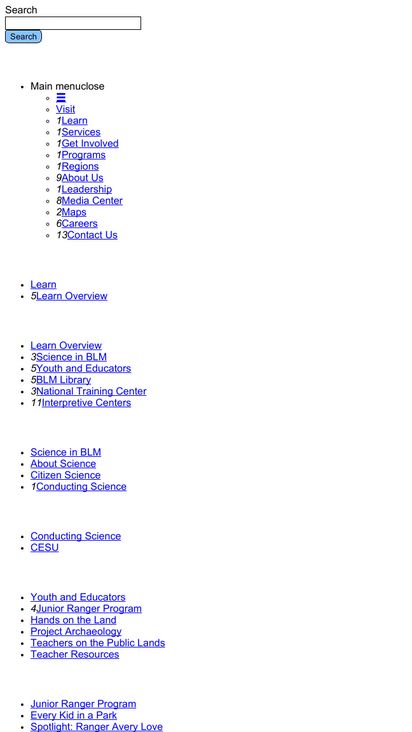 Search
Search
Main menuclose
☰
Visit
1Learn
1Services
1Get Involved
1Programs
1Regions
9About Us
1Leadership
8Media Center
2Maps
6Careers
13Contact Us
Learn
5Learn Overview
Learn Overview
3Science in BLM
5Youth and Educators
5BLM Library
3National Training Center
11Interpretive Centers
Science in BLM
About Science
Citizen Science
1Conducting Science
Conducting Science
CESU
Youth and Educators
4Junior Ranger Program
Hands on the Land
Project Archaeology
Teachers on the Public Lands
Teacher Resources
Junior Ranger Program
Every Kid in a Park
Spotlight: Ranger Avery Love